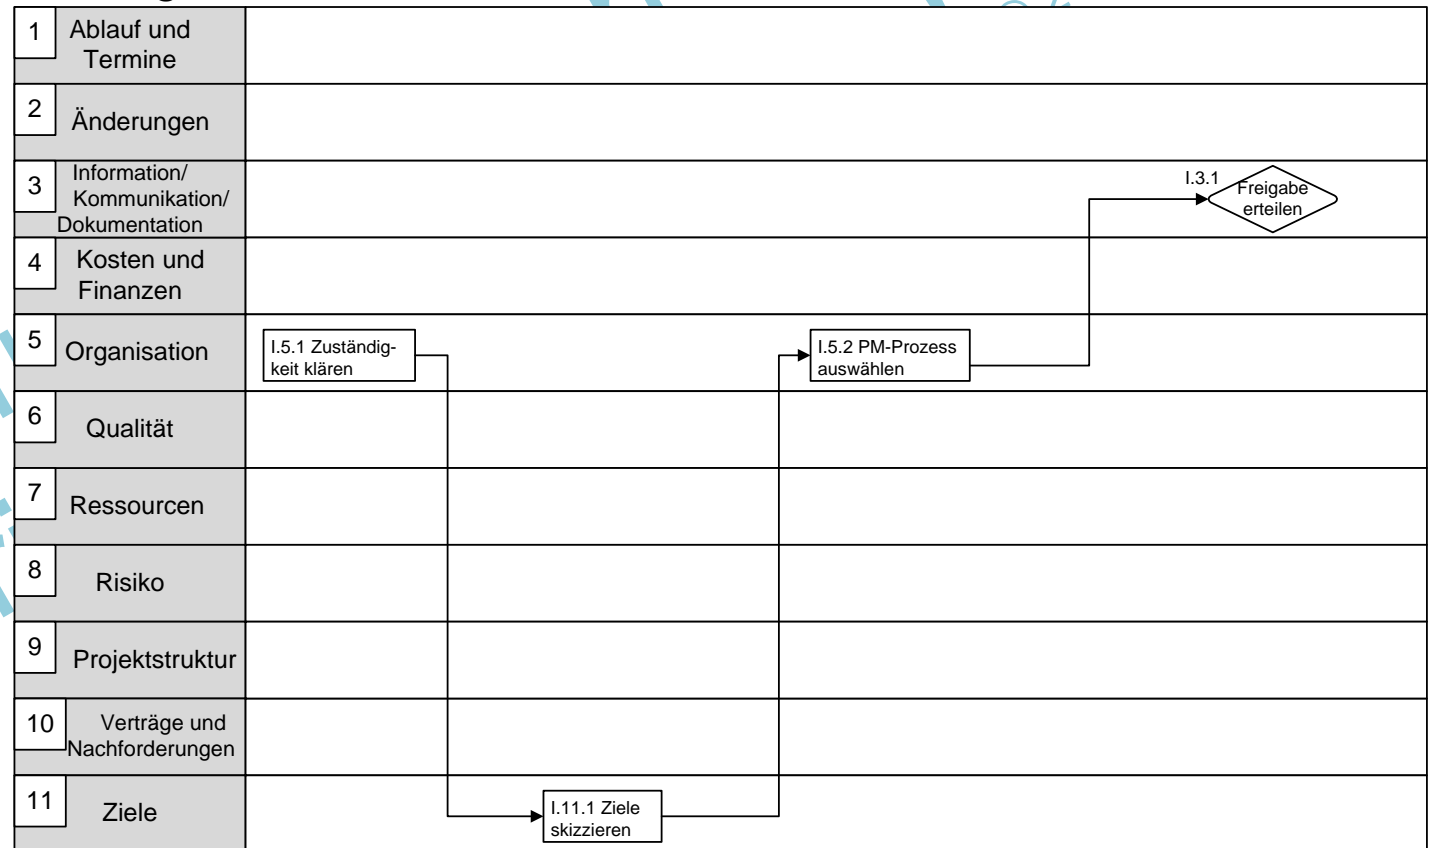 1
Ablauf und
Termine
2
Änderungen
3
Information/
Kommunikation/
Dokumentation
I.3.1
Freigabe
erteilen
4
Kosten und
Finanzen
5
Organisation
I.5.1 Zuständig-
keit klären
I.5.2 PM-Prozess
auswählen
6
Qualität
7
Ressourcen
8
Risiko
9
Projektstruktur
10
Verträge und
Nachforderungen
11
Ziele
I.11.1 Ziele
skizzieren